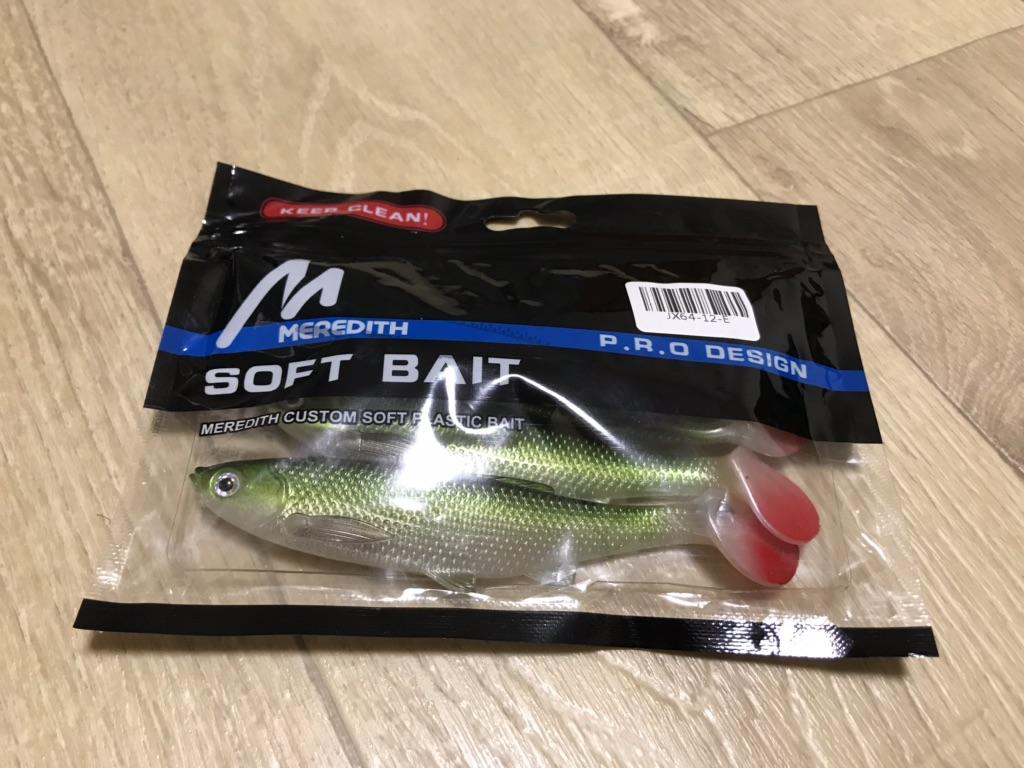 KEEP CLEAN!
MEREDITH
JX64-12-E
P.R.O DESIGN
SOFT BAIT
MEREDITH CUSTOM SOFT PLASTIC BAIT